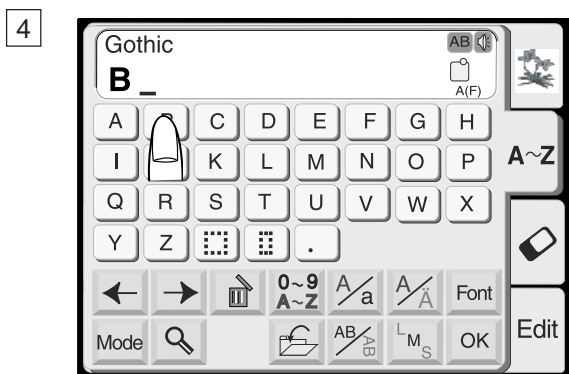 4
Gothic
AB
B _
A(F)
A C D E F G H
I K L M N O P
A~Z
Q R S T U V W X
Y Z .
0~9
A~Z
A/a
A/Ä
Font
Mode
AB/AB
L M S
OK
Edit